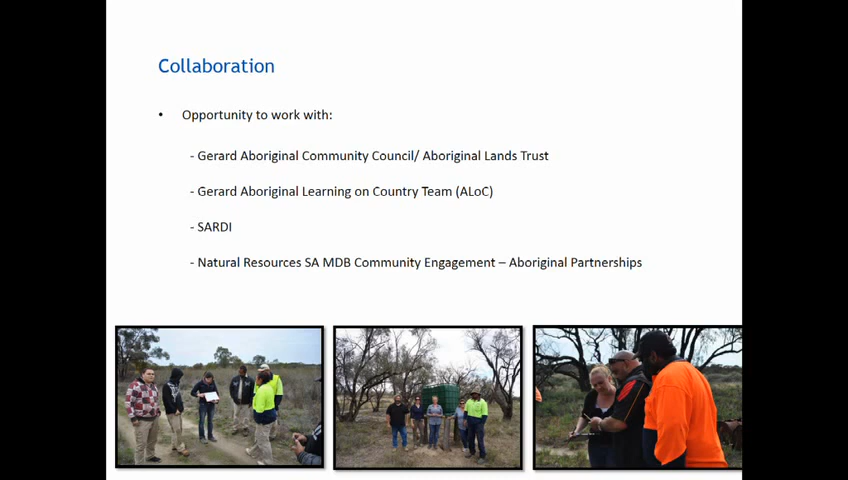 Collaboration
• Opportunity to work with:
- Gerard Aboriginal Community Council/ Aboriginal Lands Trust
- Gerard Aboriginal Learning on Country Team (ALoC)
- SARDI
- Natural Resources SA MDB Community Engagement – Aboriginal Partnerships